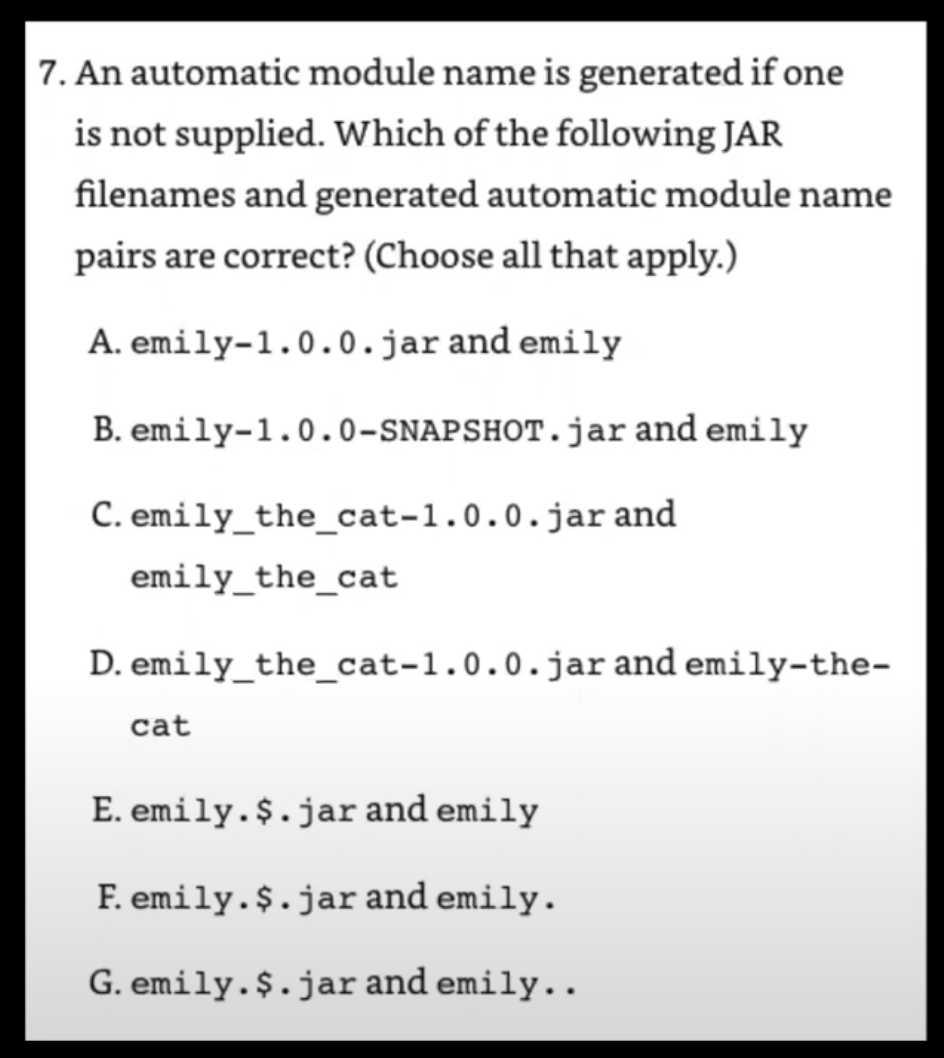 7. An automatic module name is generated if one
is not supplied. Which of the following JAR
filenames and generated automatic module name
pairs are correct? (Choose all that apply.)
A. emily-1.0.0.jar and emily
B. emily-1.0.0-SNAPSHOT.jar and emily
C. emily_the_cat-1.0.0.jar and
emily_the_cat
D. emily_the_cat-1.0.0.jar and emily-the-
cat
E. emily.$.jar and emily
F. emily.$.jar and emily.
G. emily.$.jar and emily..